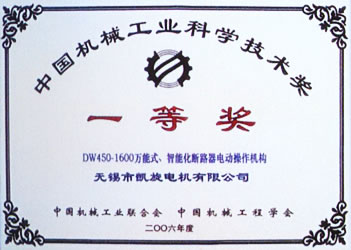 中国机械工业科学技术奖
一等奖
DW450-1600万能式、智能化断路器电动操作机构
无锡市凯旋电机有限公司
中国机械工业联合会 中国机械工程学会
二〇〇六年度